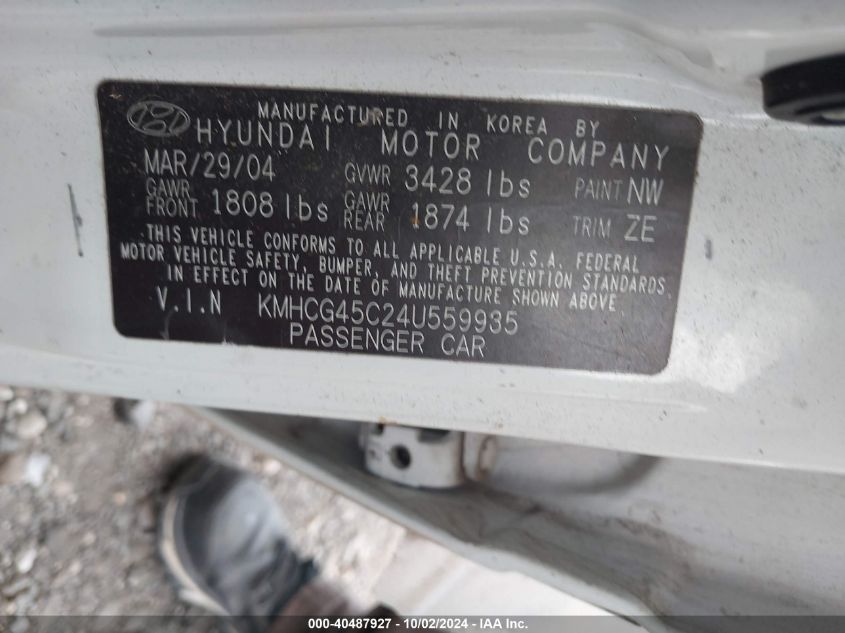 MANUFACTURED IN KOREA BY
HYUNDAI MOTOR COMPANY
MAR/29/04 GVWR 3428 lbs PAINT NW
GAWR FRONT 1808 lbs GAWR REAR 1874 lbs TRIM ZE
THIS VEHICLE CONFORMS TO ALL APPLICABLE U.S.A. FEDERAL
MOTOR VEHICLE SAFETY, BUMPER, AND THEFT PREVENTION STANDARDS
IN EFFECT ON THE DATE OF MANUFACTURE SHOWN ABOVE.
V.I.N KMHCG45C24U559935
PASSENGER CAR
000-40487927 - 10/02/2024 - IAA Inc.